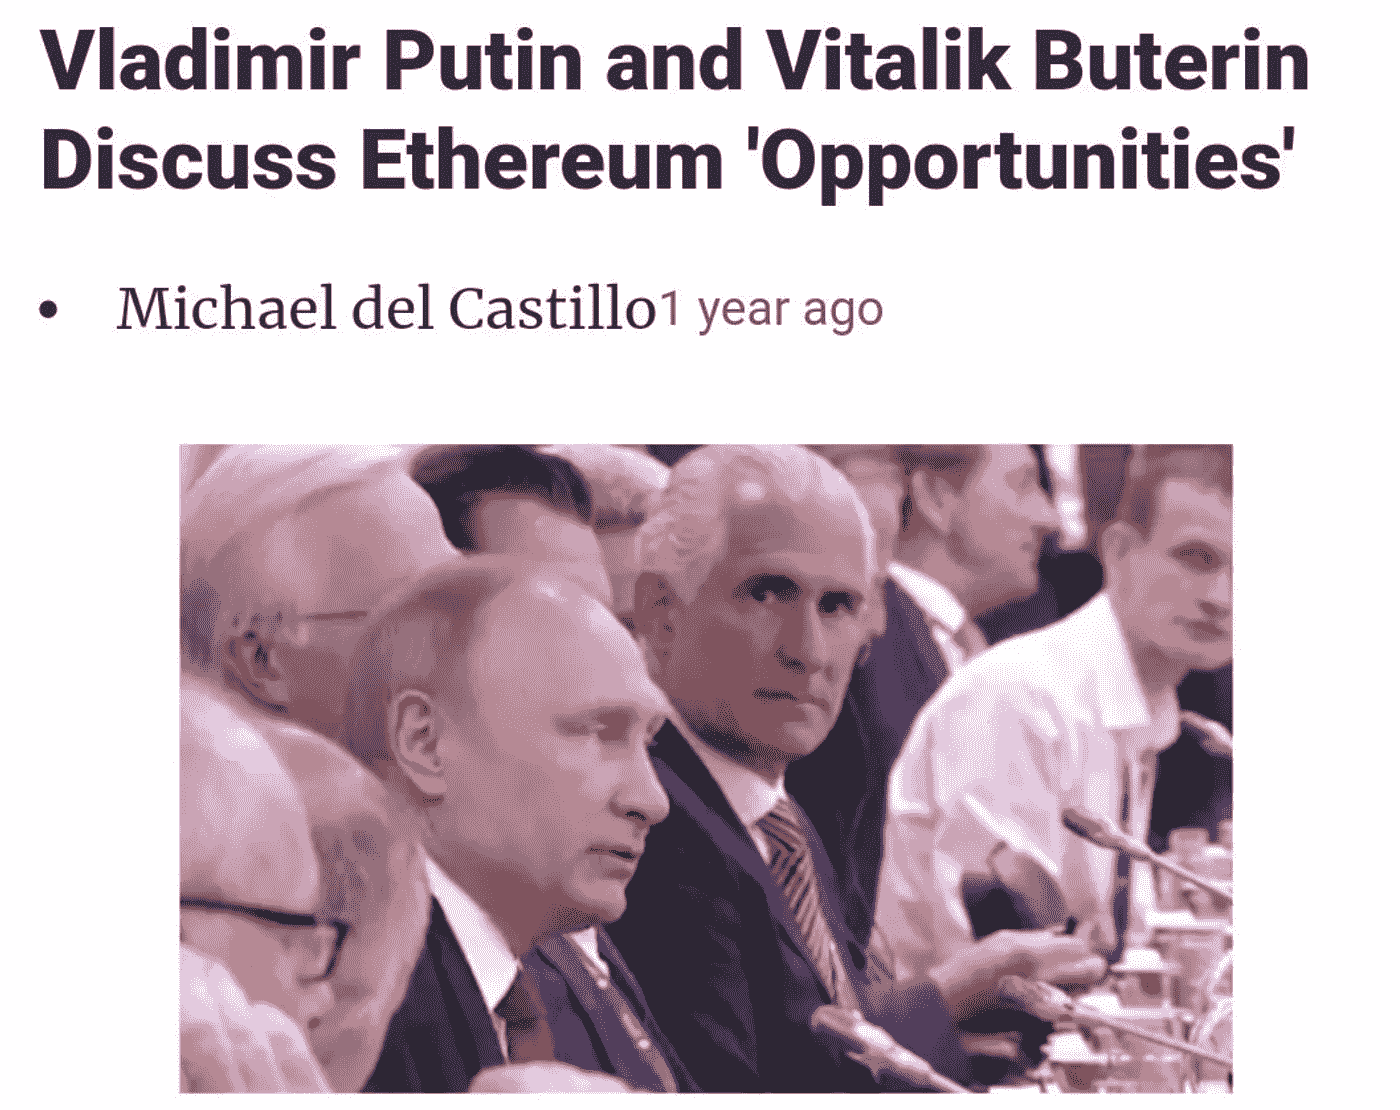 Vladimir Putin and Vitalik Buterin
Discuss Ethereum 'Opportunities'
• Michael del Castillo1 year ago